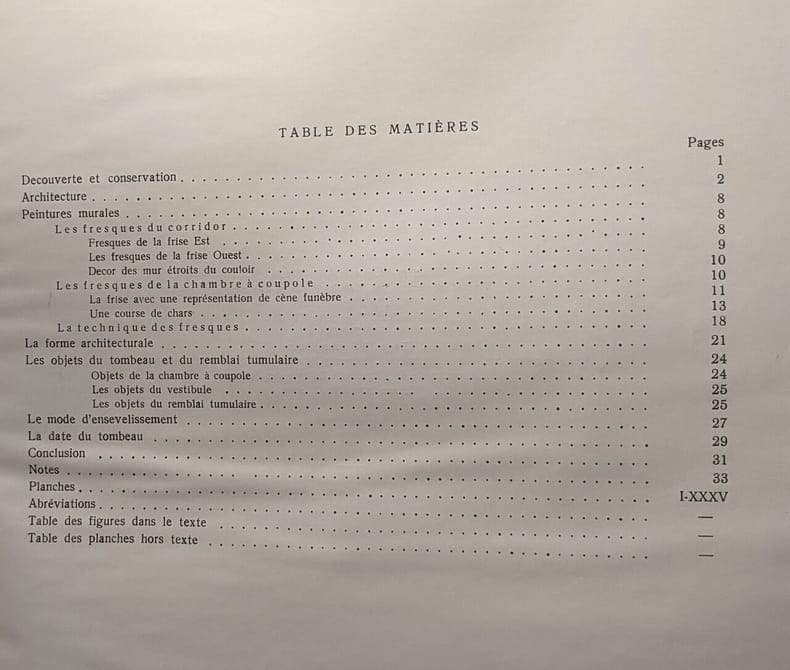 TABLE DES MATIÈRES
Pages
Decouverte et conservation . . . . . . . . . . . . . . . . . . . . 1
Architecture . . . . . . . . . . . . . . . . . . . . 2
Peintures murales . . . . . . . . . . . . . . . . . . . . 8
Les fresques du corridor . . . . . . . . . . . . . . . . . . . . 8
Fresques de la frise Est . . . . . . . . . . . . . . . . . . . . 8
Les fresques de la frise Ouest . . . . . . . . . . . . . . . . . . . . 9
Decor des mur étroits du couloir . . . . . . . . . . . . . . . . . . . . 10
Les fresques de la chambre à coupole . . . . . . . . . . . . . . . . . . . . 10
La frise avec une représentation de cène funèbre . . . . . . . . . . . . . . . . . . . . 11
Une course de chars . . . . . . . . . . . . . . . . . . . . 13
La technique des fresques . . . . . . . . . . . . . . . . . . . . 18
La forme architecturale . . . . . . . . . . . . . . . . . . . . 21
Les objets du tombeau et du remblai tumulaire . . . . . . . . . . . . . . . . . . . . 24
Objets de la chambre à coupole . . . . . . . . . . . . . . . . . . . . 24
Les objets du vestibule . . . . . . . . . . . . . . . . . . . . 25
Les objets du remblai tumulaire . . . . . . . . . . . . . . . . . . . . 25
Le mode d'ensevelissement . . . . . . . . . . . . . . . . . . . . 27
La date du tombeau . . . . . . . . . . . . . . . . . . . . 29
Conclusion . . . . . . . . . . . . . . . . . . . . 31
Notes . . . . . . . . . . . . . . . . . . . . 33
Planches . . . . . . . . . . . . . . . . . . . . I-XXXV
Abréviations . . . . . . . . . . . . . . . . . . . . —
Table des figures dans le texte . . . . . . . . . . . . . . . . . . . . —
Table des planches hors texte . . . . . . . . . . . . . . . . . . . . —